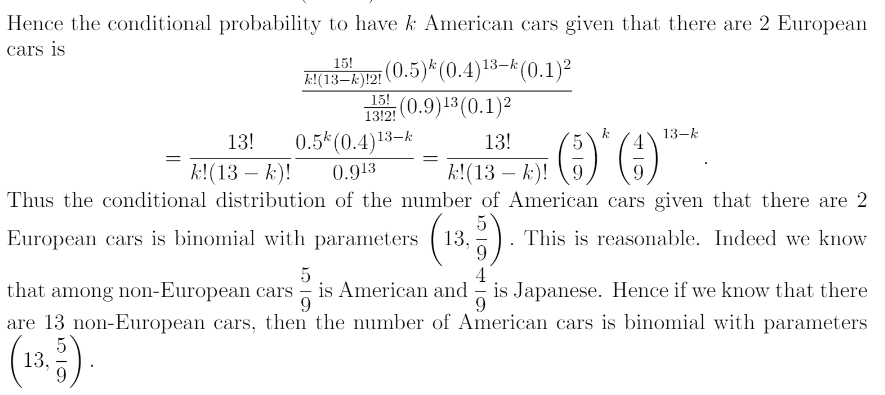 Hence the conditional probability to have k American cars given that there are 2 European
cars is
\frac{\frac{15!}{k!(13-k)!2!}(0.5)^k(0.4)^{13-k}(0.1)^2}{\frac{15!}{13!2!}(0.9)^{13}(0.1)^2}
= \frac{13!}{k!(13-k)!} \frac{0.5^k(0.4)^{13-k}}{0.9^{13}} = \frac{13!}{k!(13-k)!} \left(\frac{5}{9}\right)^k \left(\frac{4}{9}\right)^{13-k}.
Thus the conditional distribution of the number of American cars given that there are 2
European cars is binomial with parameters \left(13, \frac{5}{9}\right). This is reasonable. Indeed we know
that among non-European cars \frac{5}{9} is American and \frac{4}{9} is Japanese. Hence if we know that there
are 13 non-European cars, then the number of American cars is binomial with parameters
\left(13, \frac{5}{9}\right).